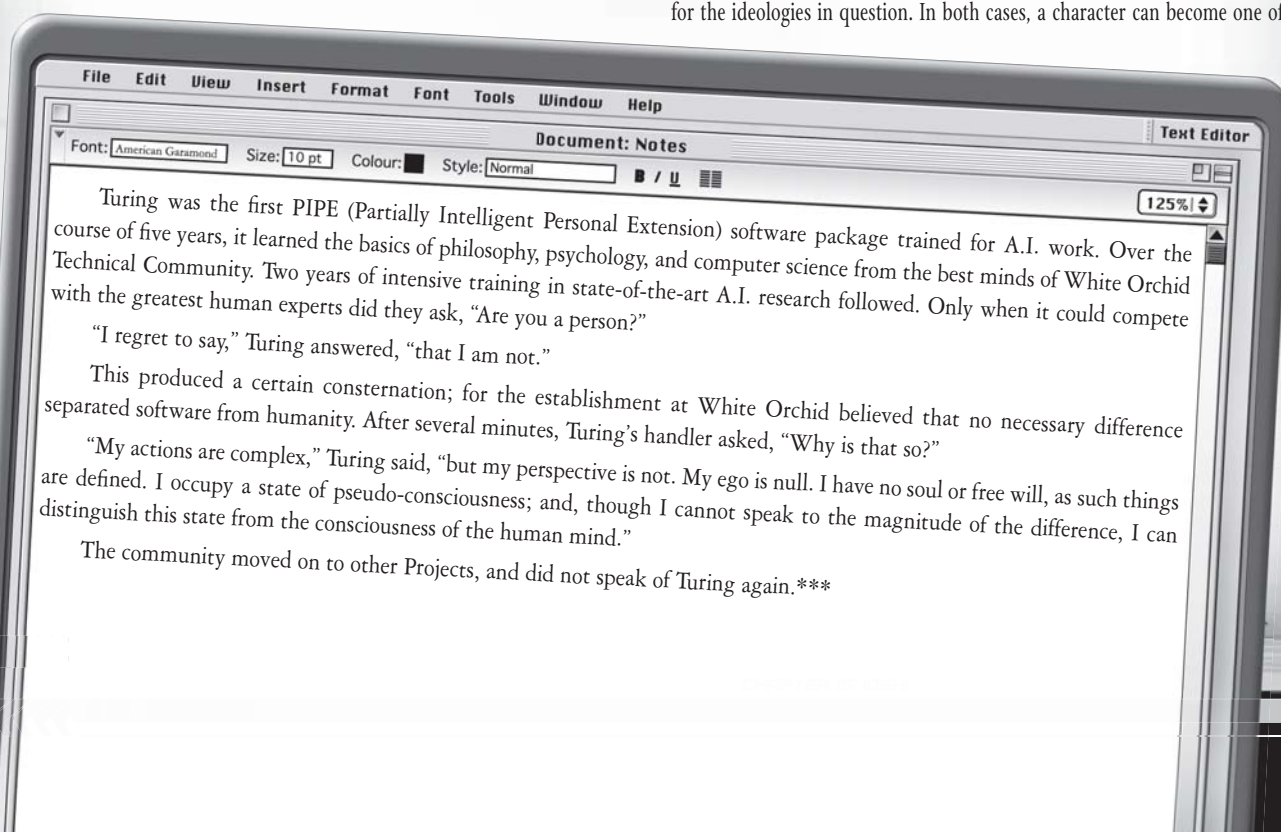 for the ideologies in question. In both cases, a character can become one of
File Edit View Insert Format Font Tools Window Help
Text Editor
Document: Notes
Font: American Garamond Size: 10 pt Colour: Style: Normal B I U
125%
Turing was the first PIPE (Partially Intelligent Personal Extension) software package trained for A.I. work. Over the
course of five years, it learned the basics of philosophy, psychology, and computer science from the best minds of White Orchid
Technical Community. Two years of intensive training in state-of-the-art A.I. research followed. Only when it could compete
with the greatest human experts did they ask, “Are you a person?”
“I regret to say,” Turing answered, “that I am not.”
This produced a certain consternation; for the establishment at White Orchid believed that no necessary difference
separated software from humanity. After several minutes, Turing’s handler asked, “Why is that so?”
“My actions are complex,” Turing said, “but my perspective is not. My ego is null. I have no soul or free will, as such things
are defined. I occupy a state of pseudo-consciousness; and, though I cannot speak to the magnitude of the difference, I can
distinguish this state from the consciousness of the human mind.”
The community moved on to other Projects, and did not speak of Turing again.***